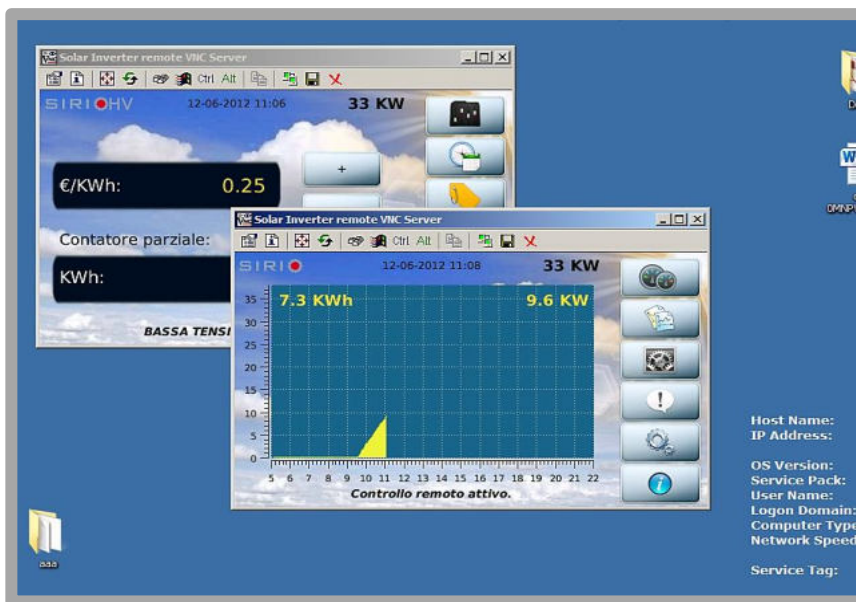 Solar Inverter remote VNC Server
Ctrl Alt
SIRIO HV 12-06-2012 11:06 33 KW
+
€/KWh: 0.25
Contatore parziale:
KWh:
BASSA TENSI
Solar Inverter remote VNC Server
Ctrl Alt
SIRIO 12-06-2012 11:08 33 KW
7.3 KWh 9.6 KW
35
30
25
20
15
10
5
0
5 6 7 8 9 10 11 12 13 14 15 16 17 18 19 20 21 22
Controllo remoto attivo.
Host Name:
IP Address:
OS Version:
Service Pack:
User Name:
Logon Domain:
Computer Type
Network Speed
Service Tag:
aaa